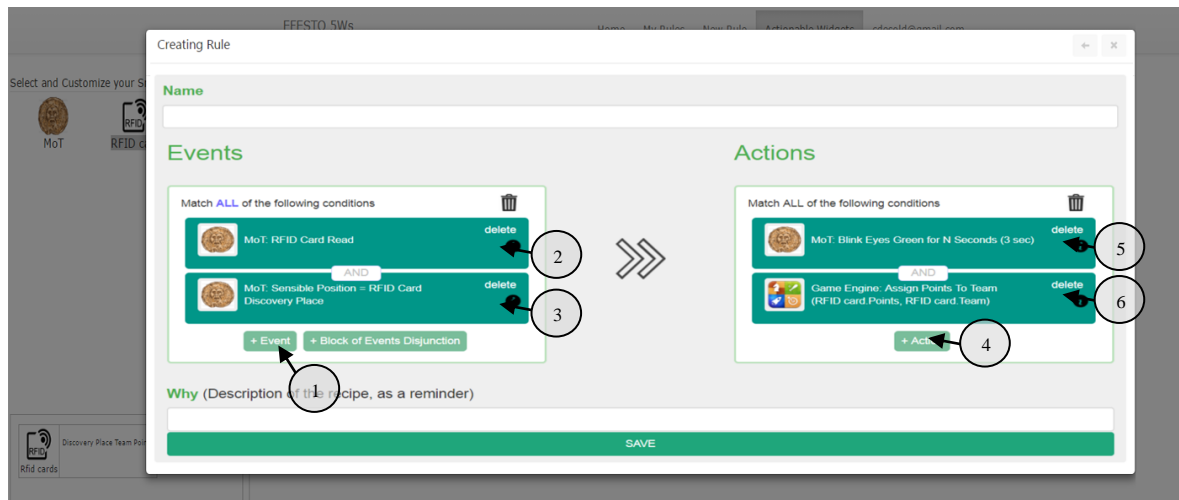 EFESTO 5Ws
Home My Rules New Rule Actionable Widgets
Creating Rule
Select and Customize your
MoT
RFID
Name
Events
Actions
Match ALL of the following conditions
MoT: RFID Card Read
delete
2
AND
MoT: Sensible Position = RFID Card
Discovery Place
delete
3
+ Event
+ Block of Events Disjunction
1
Match ALL of the following conditions
MoT: Blink Eyes Green for N Seconds (3 sec)
delete
5
AND
Game Engine: Assign Points To Team
(RFID card.Points, RFID card.Team)
delete
6
4
Why (Description of the recipe, as a reminder)
SAVE
RFID
Discovery Place Team
Rfid cards